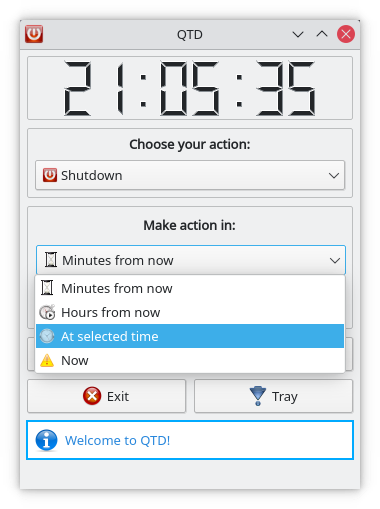 QTD
21:05:35
Choose your action:
Shutdown
Make action in:
Minutes from now
Minutes from now
Hours from now
At selected time
Now
Exit
Tray
Welcome to QTD!